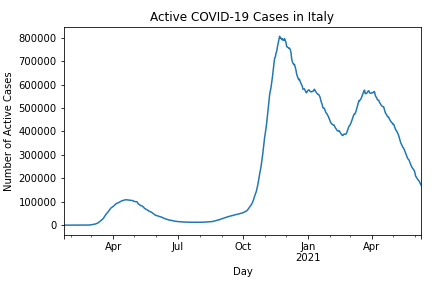 Active COVID-19 Cases in Italy
Number of Active Cases
800000
700000
600000
500000
400000
300000
200000
100000
0
Apr Jul Oct Jan Apr
2021
Day